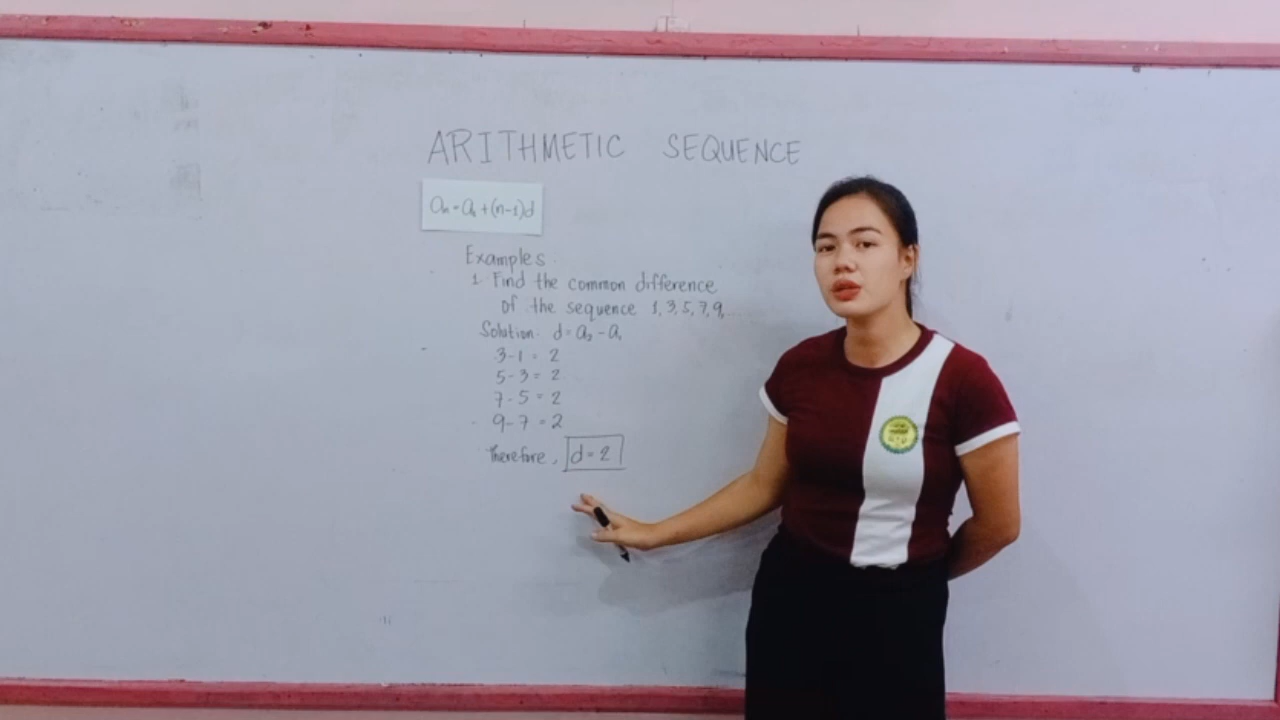 ARITHMETIC SEQUENCE
aₙ = a₁ + (n-1)d
Examples
1. Find the common difference
of the sequence 1, 3, 5, 7, 9,
Solution: d = a₂ - a₁
3 - 1 = 2
5 - 3 = 2
7 - 5 = 2
9 - 7 = 2
Therefore, d = 2